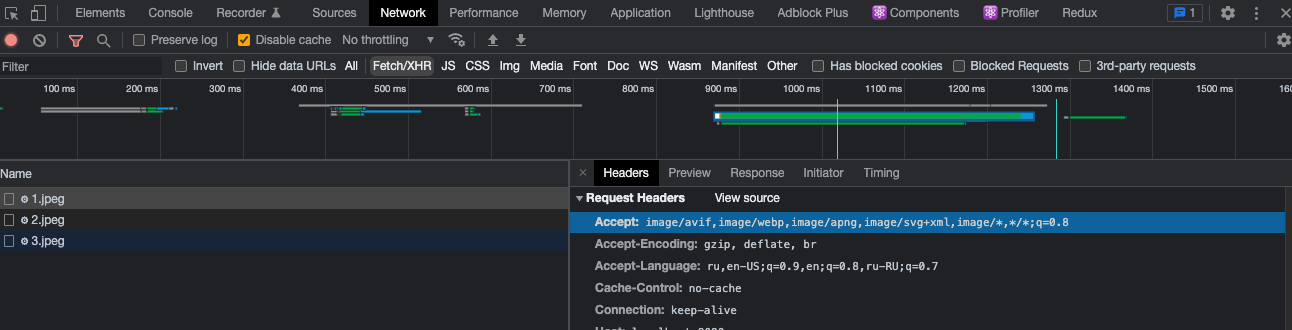 Elements Console Recorder Sources Network Performance Memory Application Lighthouse Adblock Plus Components Profiler Redux 1
Preserve log Disable cache No throttling
Filter Invert Hide data URLs All Fetch/XHR JS CSS Img Media Font Doc WS Wasm Manifest Other Has blocked cookies Blocked Requests 3rd-party requests
100 ms 200 ms 300 ms 400 ms 500 ms 600 ms 700 ms 800 ms 900 ms 1000 ms 1100 ms 1200 ms 1300 ms 1400 ms 1500 ms 160
Name Headers Preview Response Initiator Timing
1.jpeg Request Headers View source
2.jpeg Accept: image/avif,image/webp,image/apng,image/svg+xml,image/*,*/*;q=0.8
3.jpeg Accept-Encoding: gzip, deflate, br
Accept-Language: ru,en-US;q=0.9,en;q=0.8,ru-RU;q=0.7
Cache-Control: no-cache
Connection: keep-alive